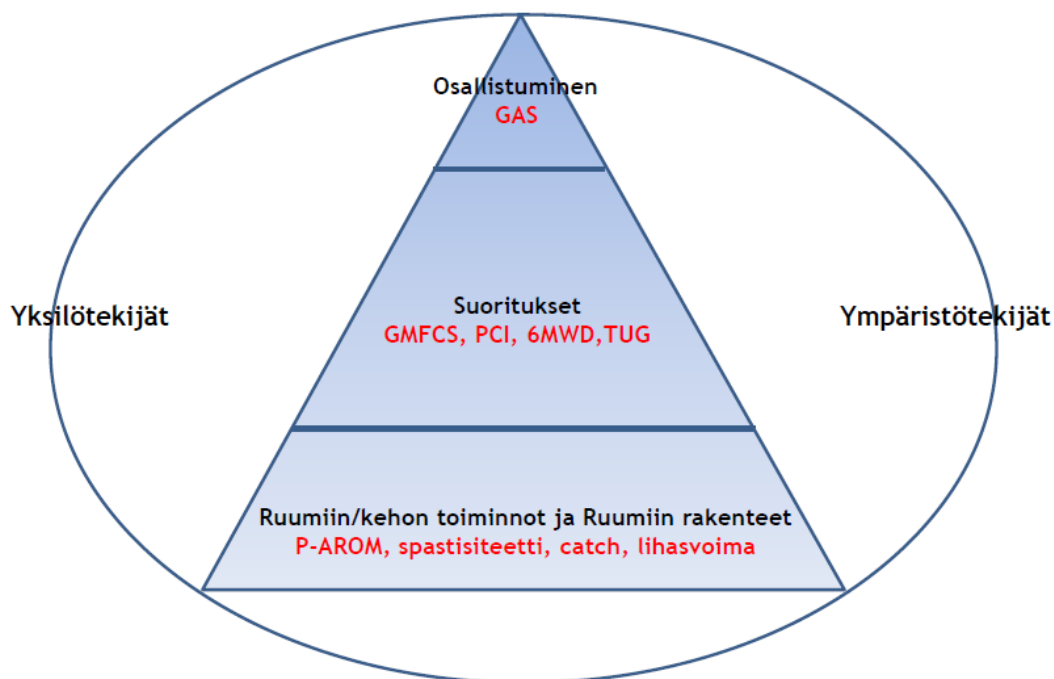 Osallistuminen
GAS
Yksilötekijät
Suoritukset
GMFCS, PCI, 6MWD,TUG
Ympäristötekijät
Ruumiin/kehon toiminnot ja Ruumiin rakenteet
P-AROM, spastisiteetti, catch, lihasvoima